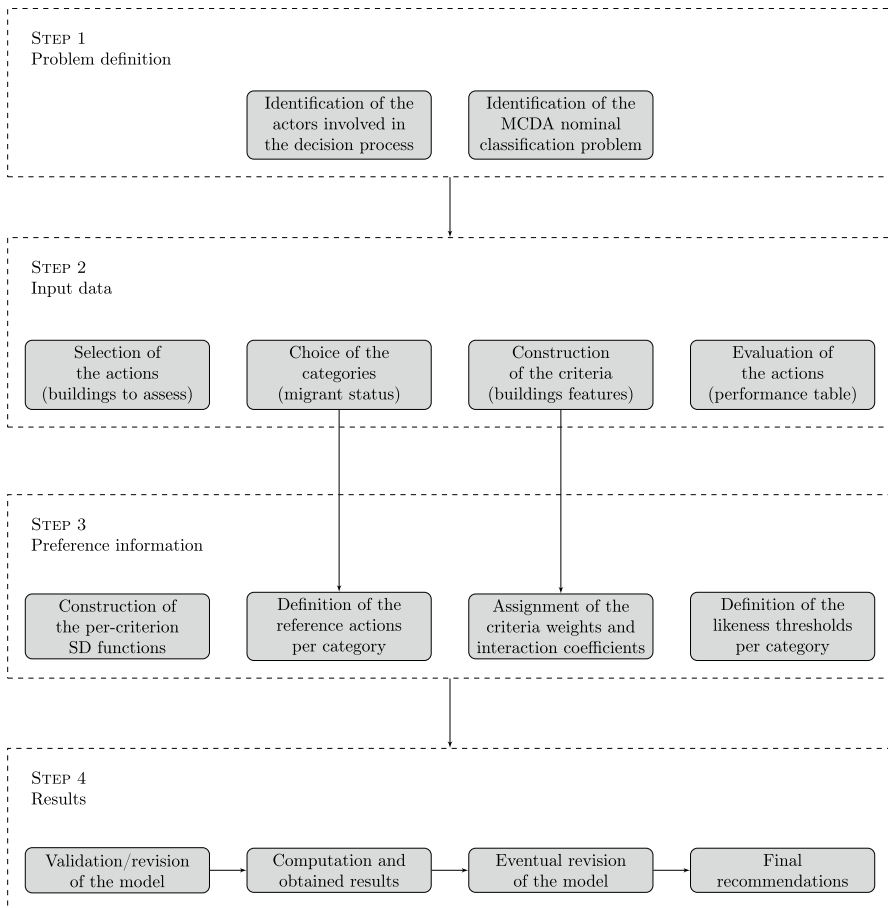 STEP 1
Problem definition
Identification of the
actors involved in
the decision process
Identification of the
MCDA nominal
classification problem
STEP 2
Input data
Selection of
the actions
(buildings to assess)
Choice of the
categories
(migrant status)
Construction
of the criteria
(buildings features)
Evaluation of
the actions
(performance table)
STEP 3
Preference information
Construction of
the per-criterion
SD functions
Definition of the
reference actions
per category
Assignment of the
criteria weights and
interaction coefficients
Definition of the
likeness thresholds
per category
STEP 4
Results
Validation/revision
of the model
Computation and
obtained results
Eventual revision
of the model
Final
recommendations